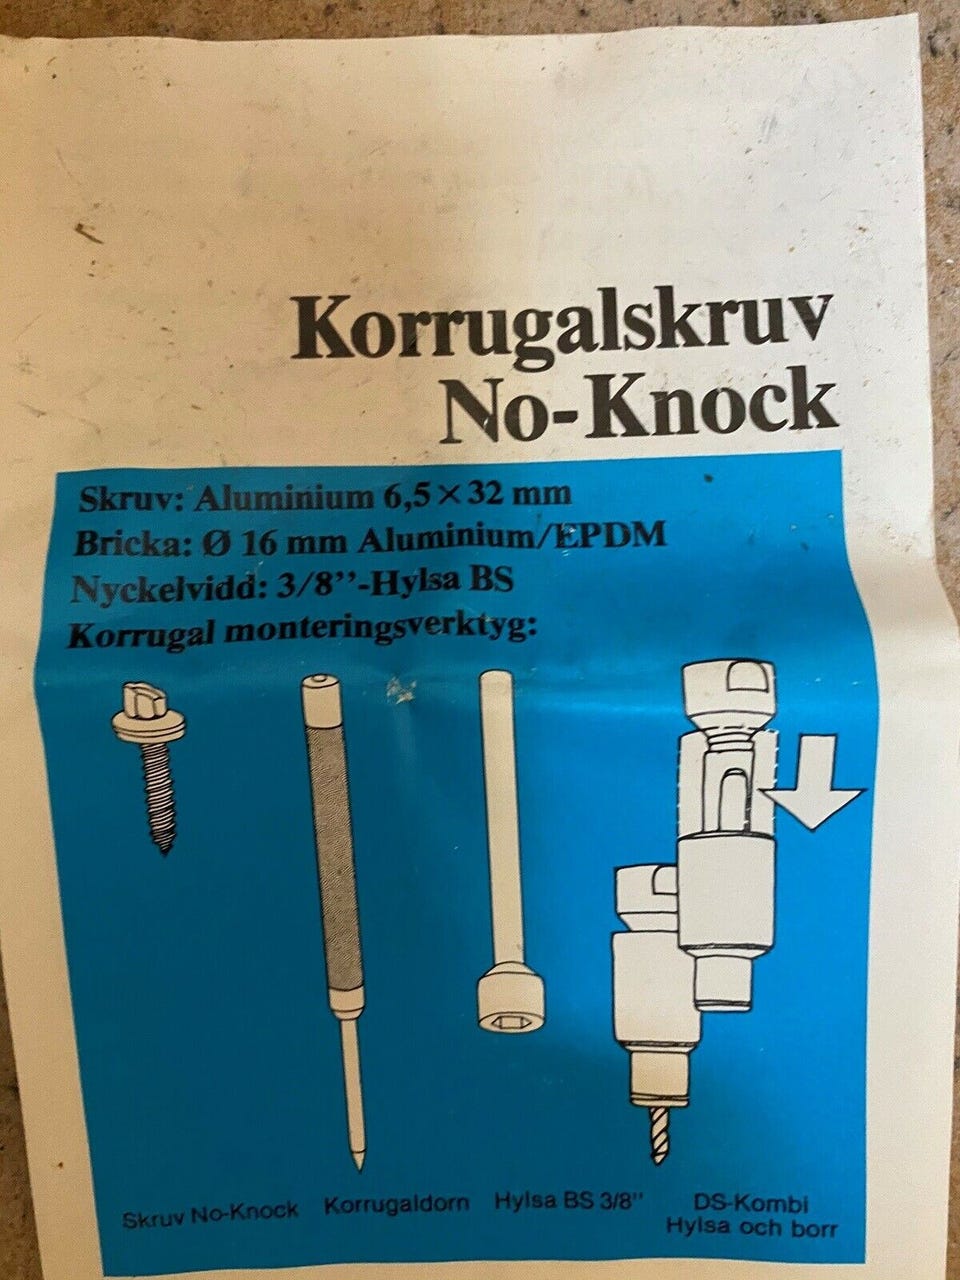 Korrugalskruv
No-Knock
Skruv: Aluminium 6,5×32 mm
Bricka: Ø 16 mm Aluminium/EPDM
Nyckelvidd: 3/8”-Hylsa BS
Korrugal monteringsverktyg:
Skruv No-Knock
Korrugaldorn
Hylsa BS 3/8"
DS-Kombi
Hylsa och borr